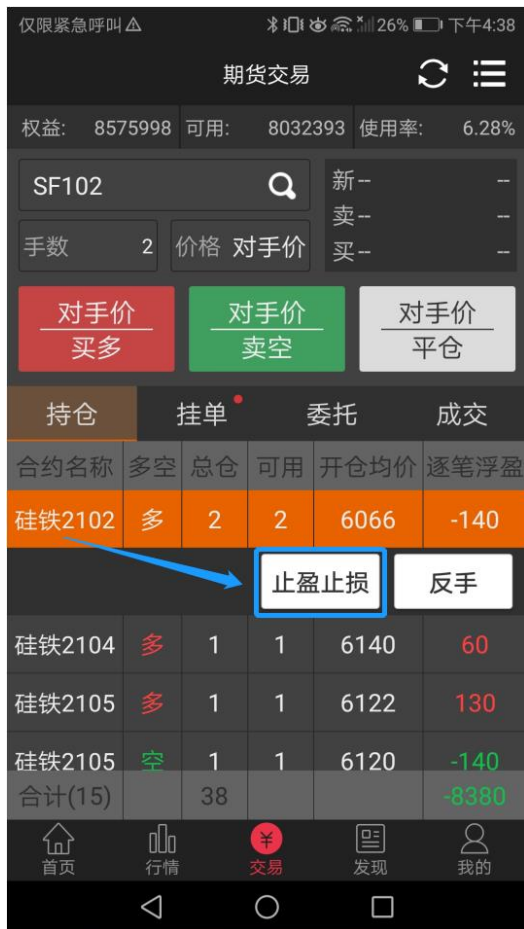 仅限紧急呼叫 26% 下午4:38
期货交易
权益: 8575998 可用: 8032393 使用率: 6.28%
SF102
新 -- --
卖 -- --
买 -- --
手数 2 价格 对手价
对手价 对手价 对手价
买多 卖空 平仓
持仓 挂单 委托 成交
合约名称 多空 总仓 可用 开仓均价 逐笔浮盈
硅铁2102 多 2 2 6066 -140
止盈止损 反手
硅铁2104 多 1 1 6140 60
硅铁2105 多 1 1 6122 130
硅铁2105 空 1 1 6120 -140
合计(15) 38 -8380
¥
首页 行情 交易 发现 我的